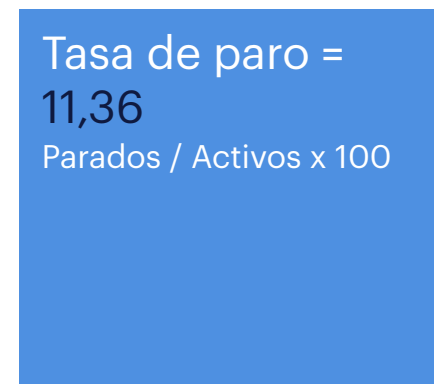 Tasa de paro =
11,36
Parados / Activos x 100